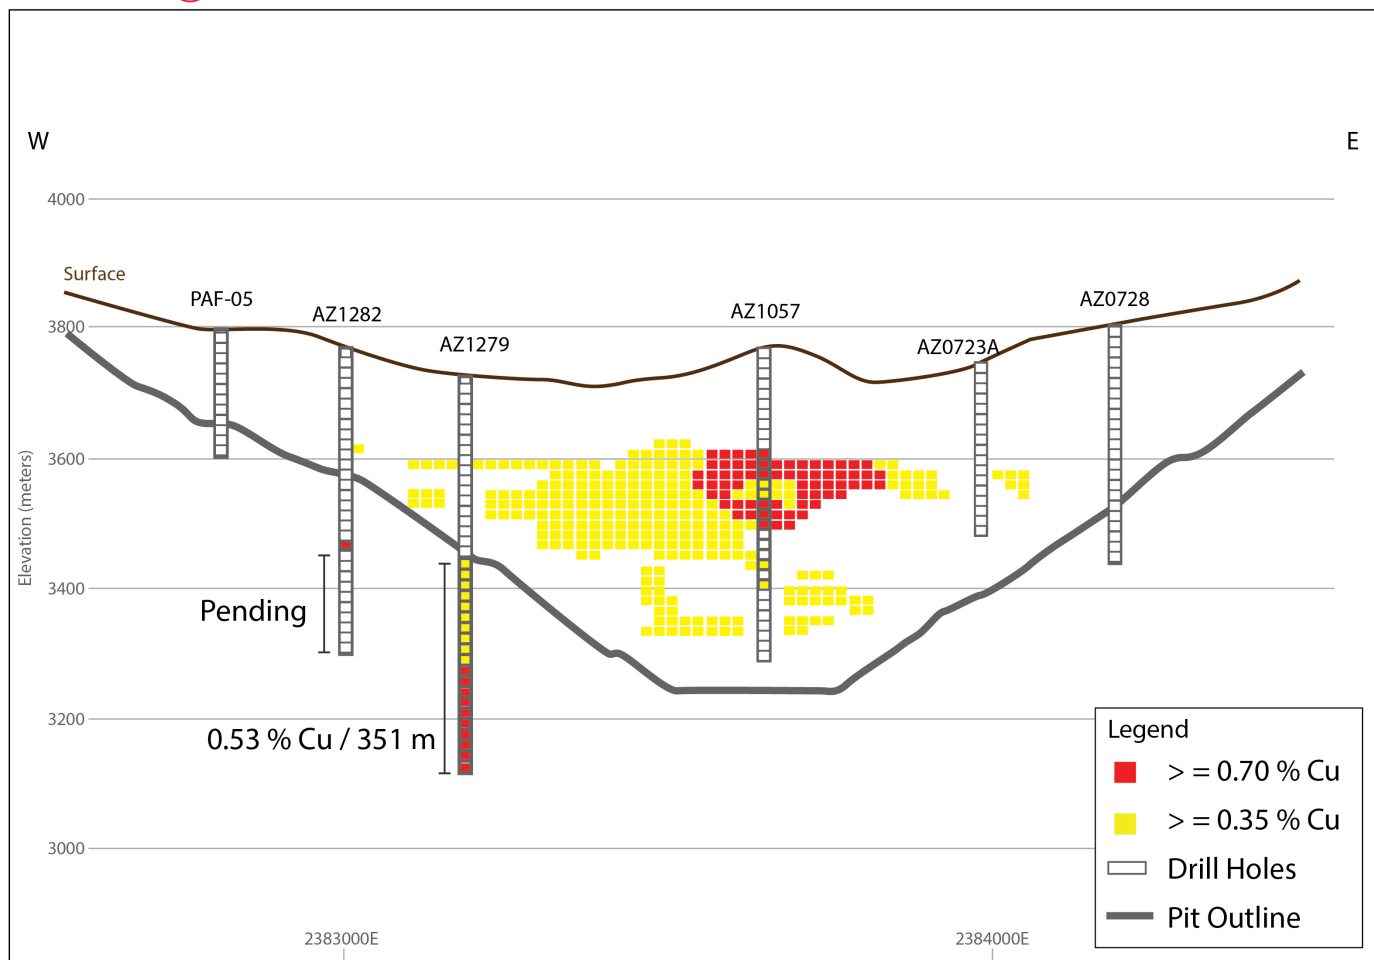 W
E
4000
Surface
PAF-05
AZ1282
AZ1279
AZ1057
AZ0723A
AZ0728
3800
3600
3400
3200
3000
Elevation (meters)
Pending
0.53 % Cu / 351 m
Legend
> = 0.70 % Cu
> = 0.35 % Cu
Drill Holes
Pit Outline
2383000E
2384000E